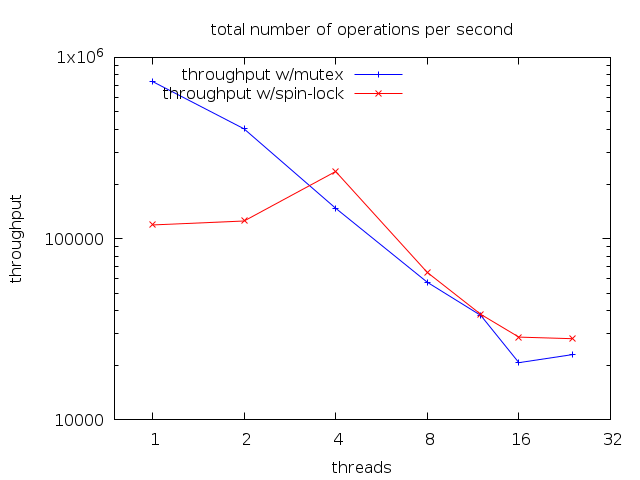 total number of operations per second
1x10^6
throughput w/mutex
throughput w/spin-lock
throughput
100000
10000
1 2 4 8 16 32
threads